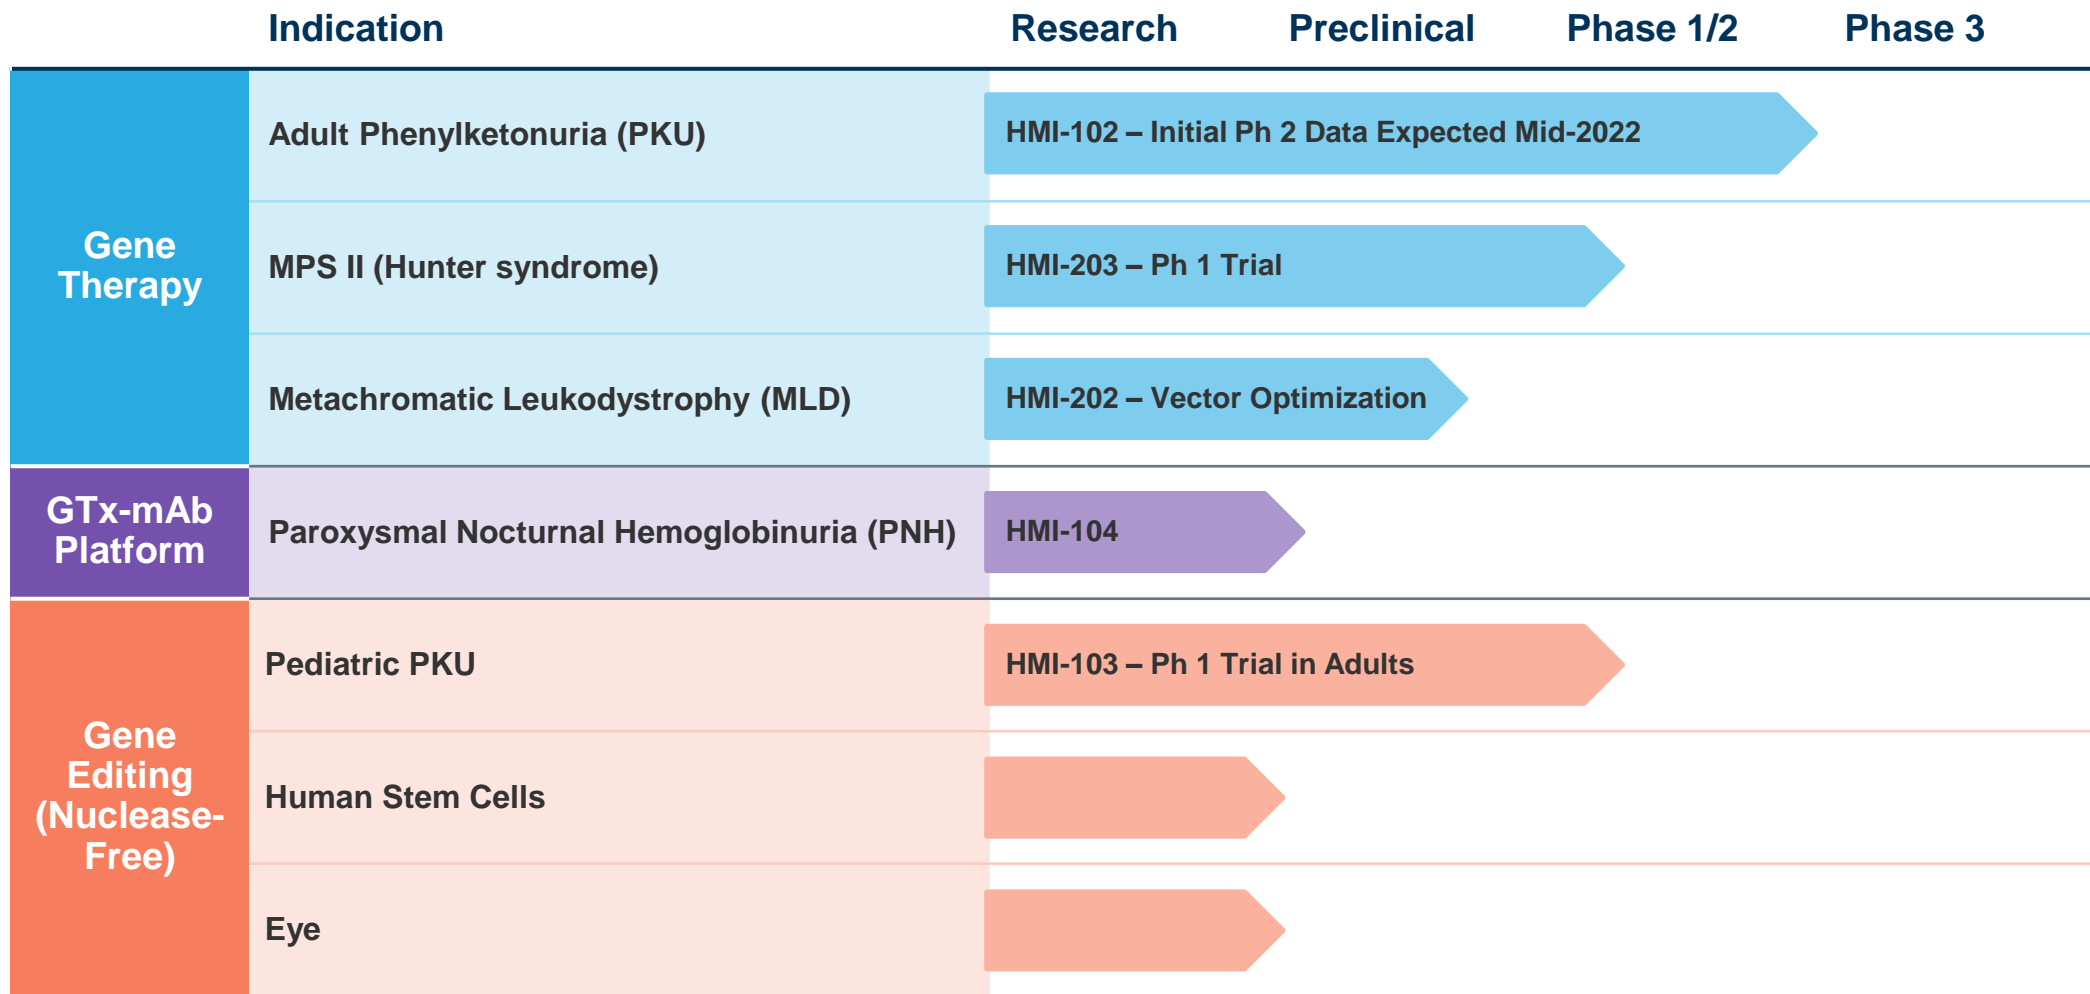 Indication Research Preclinical Phase 1/2 Phase 3
Gene
Therapy
Adult Phenylketonuria (PKU)
HMI-102 – Initial Ph 2 Data Expected Mid-2022
MPS II (Hunter syndrome)
HMI-203 – Ph 1 Trial
Metachromatic Leukodystrophy (MLD)
HMI-202 – Vector Optimization
GTx-mAb
Platform
Paroxysmal Nocturnal Hemoglobinuria (PNH)
HMI-104
Gene
Editing
(Nuclease-
Free)
Pediatric PKU
HMI-103 – Ph 1 Trial in Adults
Human Stem Cells
Eye